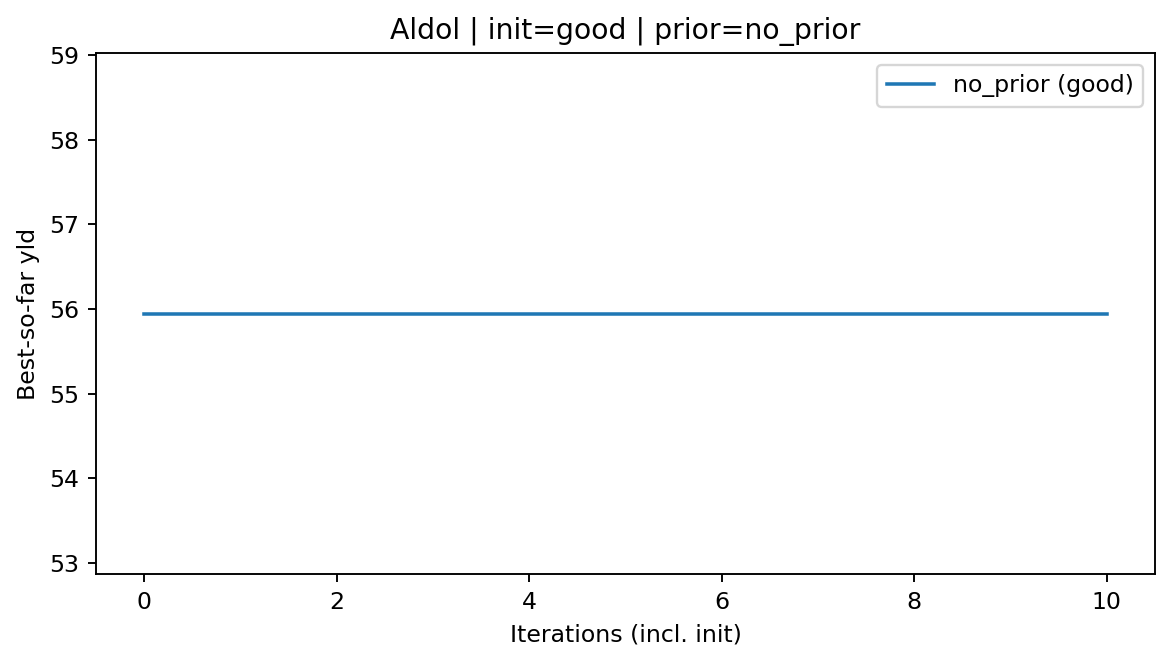 Aldol | init=good | prior=no_prior
no_prior (good)
Best-so-far yld
59
58
57
56
55
54
53
0 2 4 6 8 10
Iterations (incl. init)